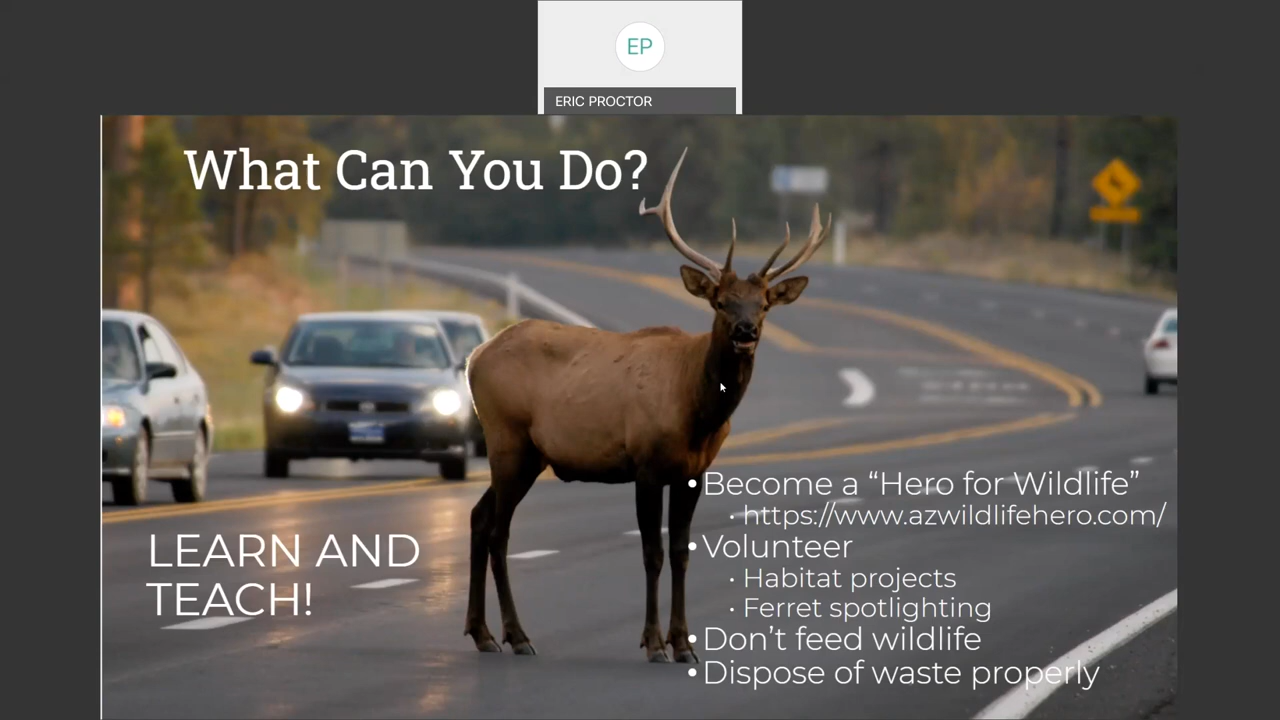 EP
ERIC PROCTOR
What Can You Do?
LEARN AND
TEACH!
•Become a “Hero for Wildlife”
• https://www.azwildlifehero.com/
•Volunteer
• Habitat projects
• Ferret spotlighting
•Don’t feed wildlife
•Dispose of waste properly